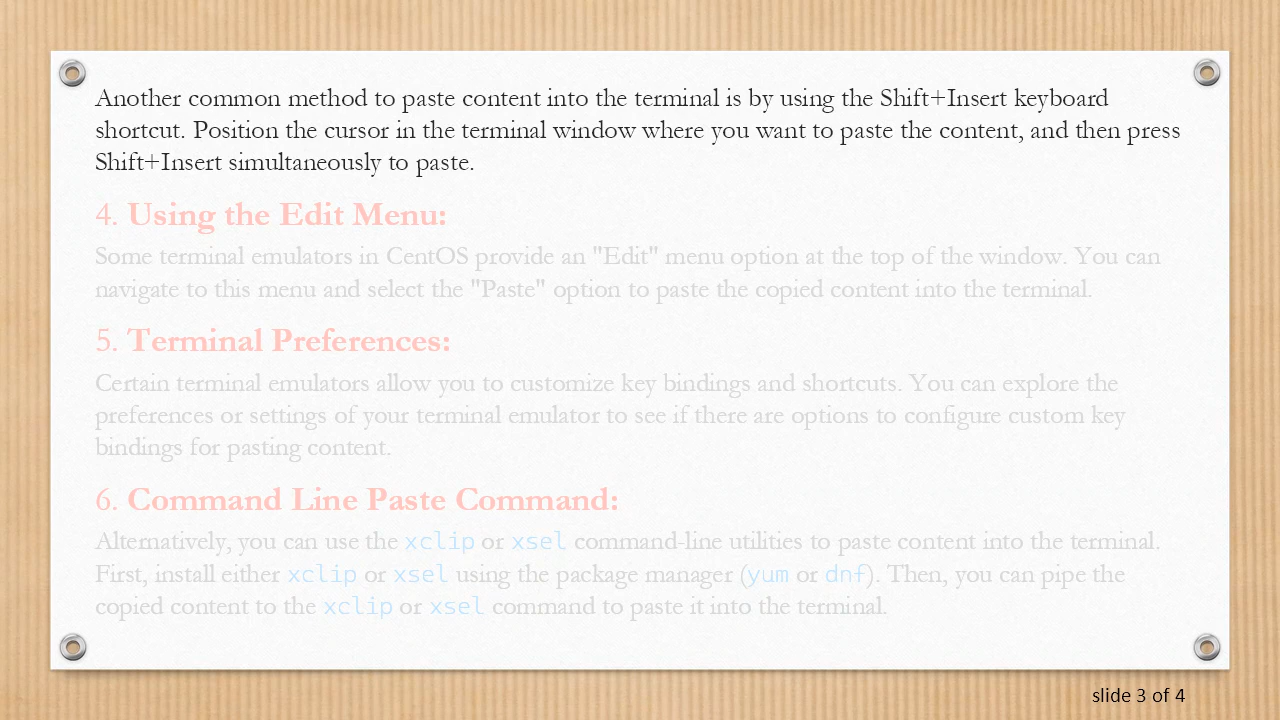 Another common method to paste content into the terminal is by using the Shift+Insert keyboard
shortcut. Position the cursor in the terminal window where you want to paste the content, and then press
Shift+Insert simultaneously to paste.
4. Using the Edit Menu:
Some terminal emulators in CentOS provide an "Edit" menu option at the top of the window. You can
navigate to this menu and select the "Paste" option to paste the copied content into the terminal.
5. Terminal Preferences:
Certain terminal emulators allow you to customize key bindings and shortcuts. You can explore the
preferences or settings of your terminal emulator to see if there are options to configure custom key
bindings for pasting content.
6. Command Line Paste Command:
Alternatively, you can use the xclip or xsel command-line utilities to paste content into the terminal.
First, install either xclip or xsel using the package manager (yum or dnf). Then, you can pipe the
copied content to the xclip or xsel command to paste it into the terminal.
slide 3 of 4